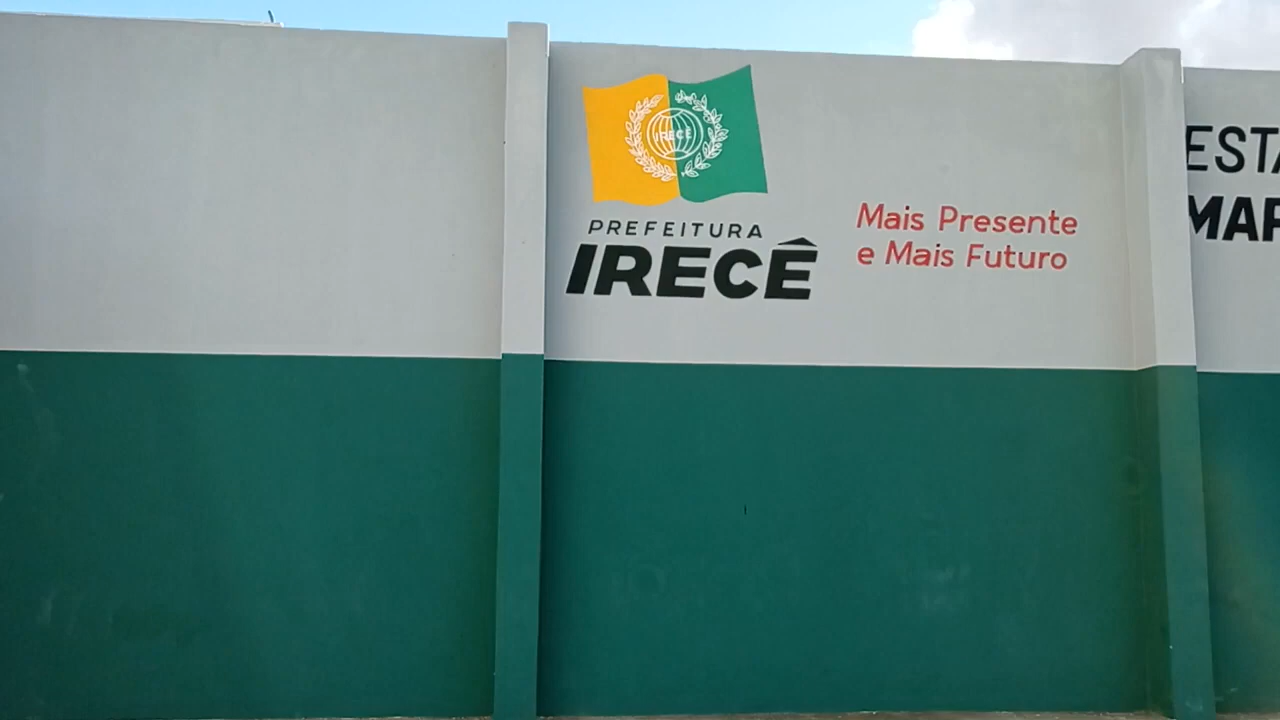 IRECÊ
PREFEITURA
IRECÊ
Mais Presente
e Mais Futuro